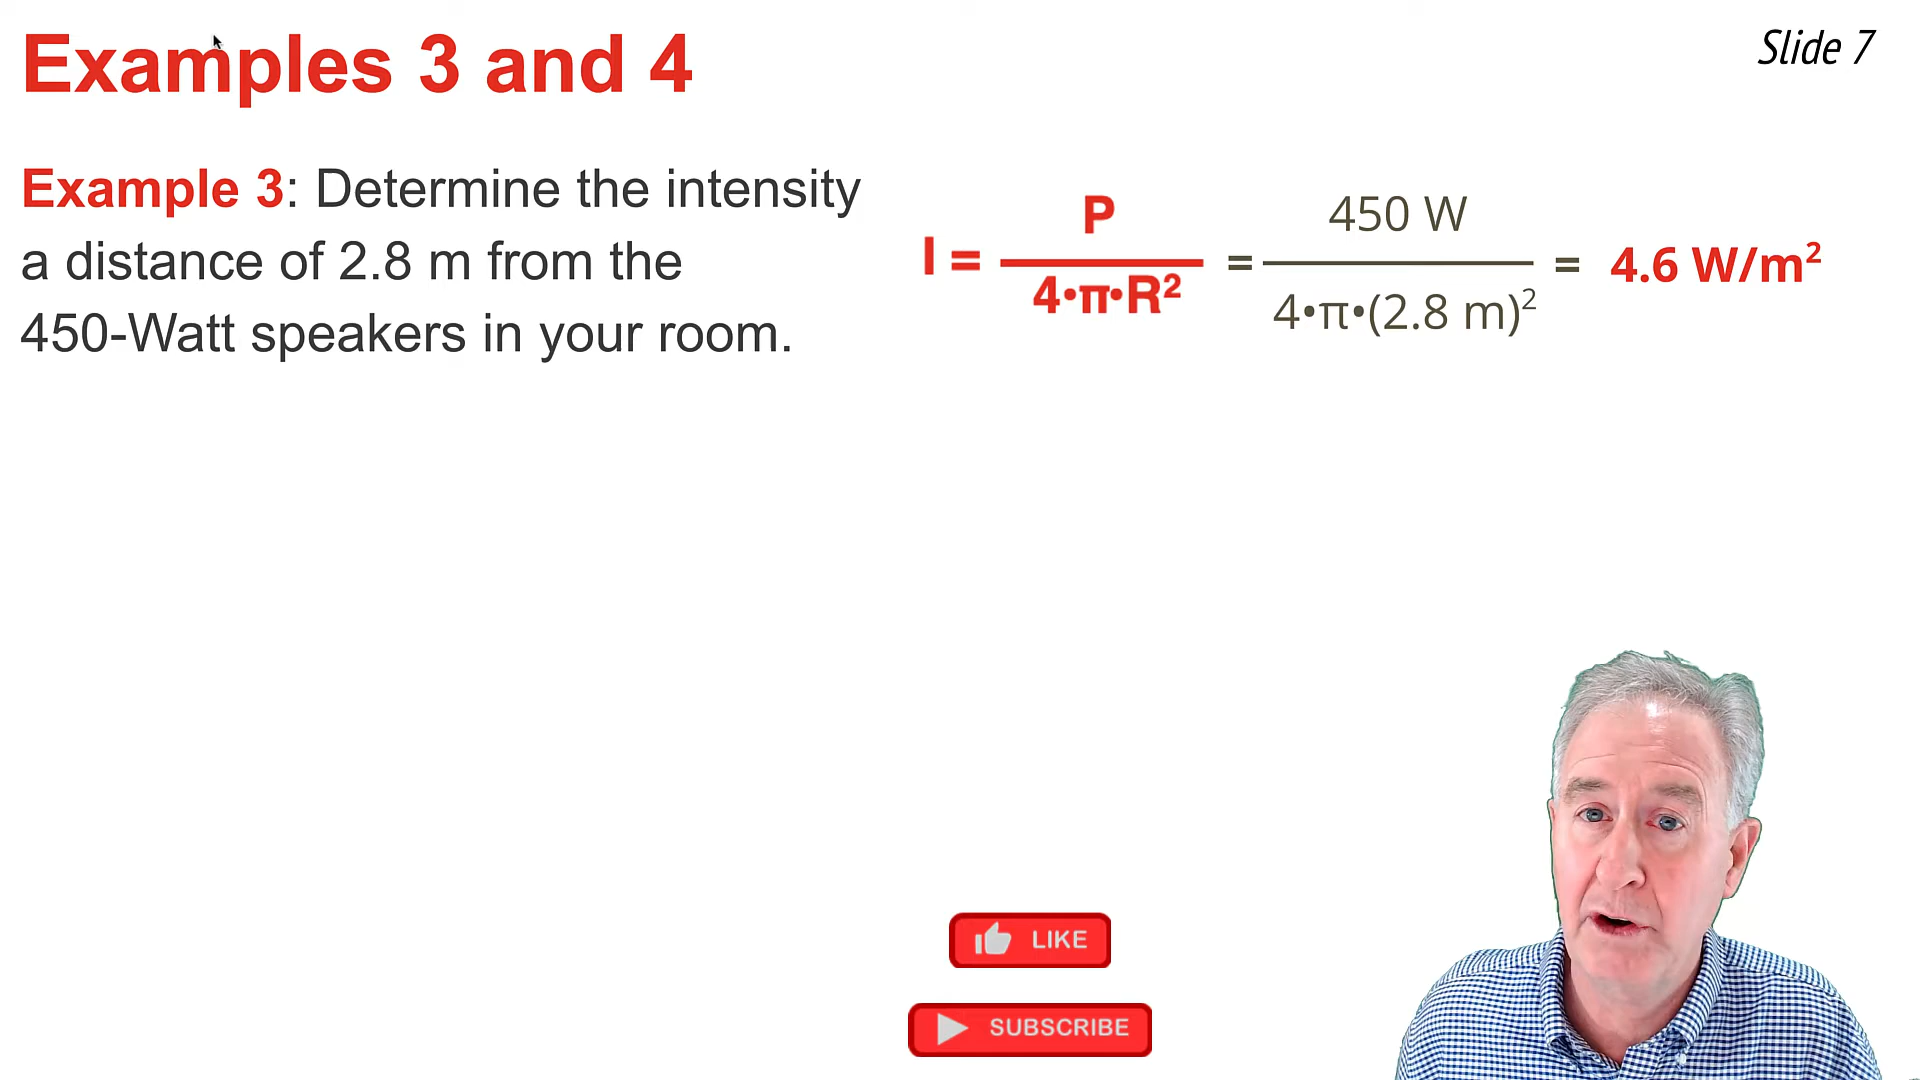 Examples 3 and 4
Slide 7
Example 3: Determine the intensity
a distance of 2.8 m from the
450-Watt speakers in your room.
I = P / 4•π•R² = 450 W / 4•π•(2.8 m)² = 4.6 W/m²
LIKE
SUBSCRIBE